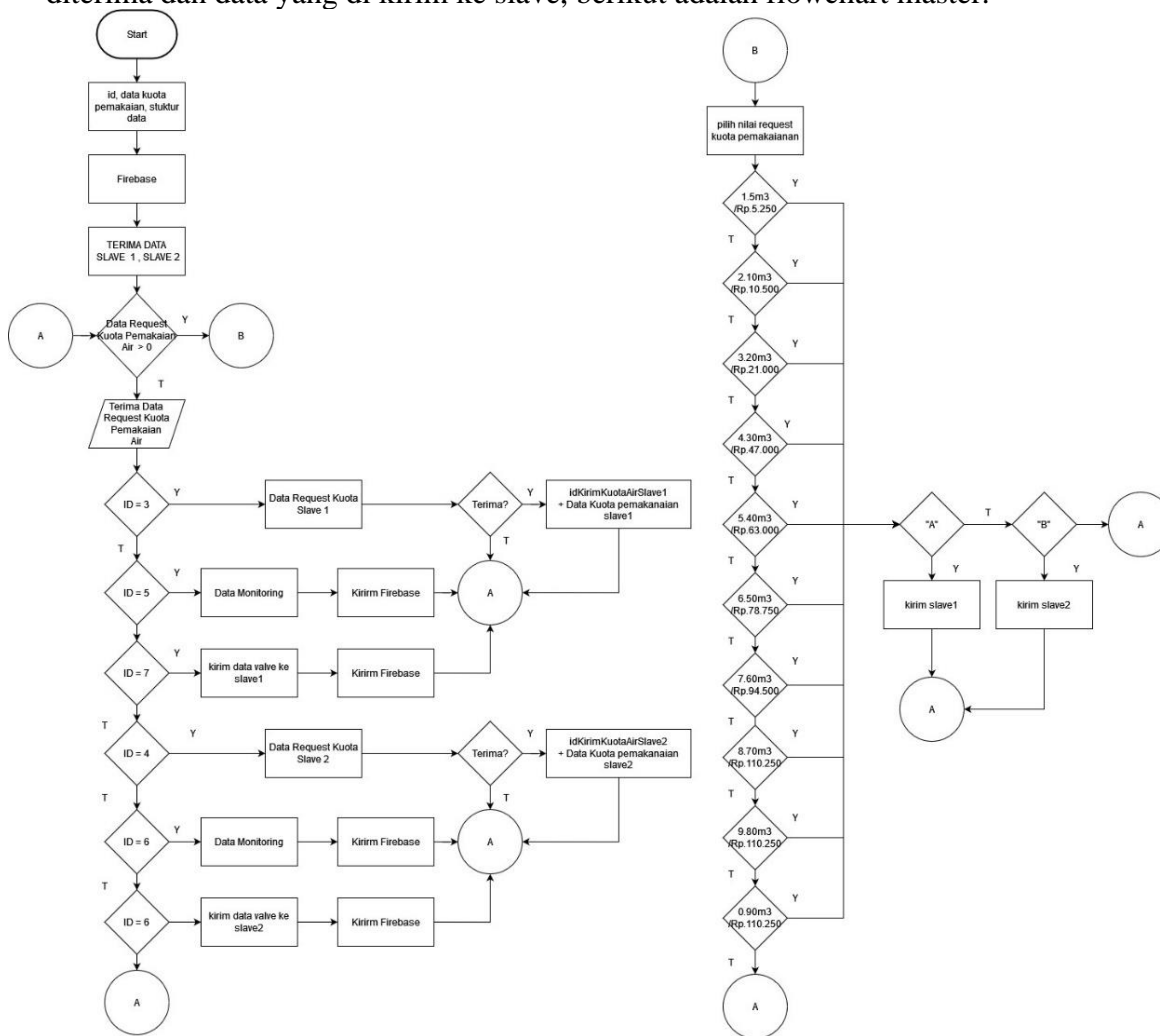 diterima dan data yang di kirim ke slave, berikut adalah flowchart master.
Start
id, data kuota
pemakaian, stuktur
data
Firebase
TERIMA DATA
SLAVE 1 , SLAVE 2
A
Data Request
Kuota Pemakaian
Air > 0
Y
B
T
Terima Data
Request Kuota
Pemakaian
Air
ID = 3
Y
Data Request Kuota
Slave 1
Terima?
Y
idKirimKuotaAirSlave1
+ Data Kuota pemakanaian
slave1
T
T
ID = 5
Y
Data Monitoring
Kirirm Firebase
A
T
ID = 7
Y
kirim data valve ke
slave1
Kirirm Firebase
T
ID = 4
Y
Data Request Kuota
Slave 2
Terima?
Y
idKirimKuotaAirSlave2
+ Data Kuota pemakanaian
slave2
T
T
ID = 6
Y
Data Monitoring
Kirirm Firebase
A
T
ID = 6
kirim data valve ke
slave2
Kirirm Firebase
T
A
B
pilih nilai request
kuota pemakaianan
1.5m3
/Rp.5.250
Y
T
2.10m3
/Rp.10.500
Y
T
3.20m3
/Rp.21.000
Y
T
4.30m3
/Rp.47.000
Y
T
5.40m3
/Rp.63.000
Y
T
6.50m3
/Rp.78.750
Y
T
7.60m3
/Rp.94.500
Y
T
8.70m3
/Rp.110.250
Y
T
9.80m3
/Rp.110.250
Y
T
0.90m3
/Rp.110.250
Y
T
A
"A"
T
"B"
A
Y
Y
kirim slave1
kirim slave2
A